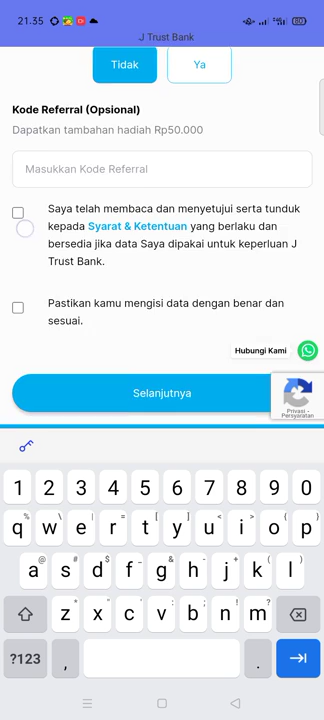 21.35
J Trust Bank
Tidak
Ya
Kode Referral (Opsional)
Dapatkan tambahan hadiah Rp50.000
Masukkan Kode Referral
Saya telah membaca dan menyetujui serta tunduk
kepada Syarat & Ketentuan yang berlaku dan
bersedia jika data Saya dipakai untuk keperluan J
Trust Bank.
Pastikan kamu mengisi data dengan benar dan
sesuai.
Hubungi Kami
Selanjutnya
Privasi -
Persyaratan
1 2 3 4 5 6 7 8 9 0
q w e r t y u i o p
a s d f g h j k l
z x c v b n m
?123 , .